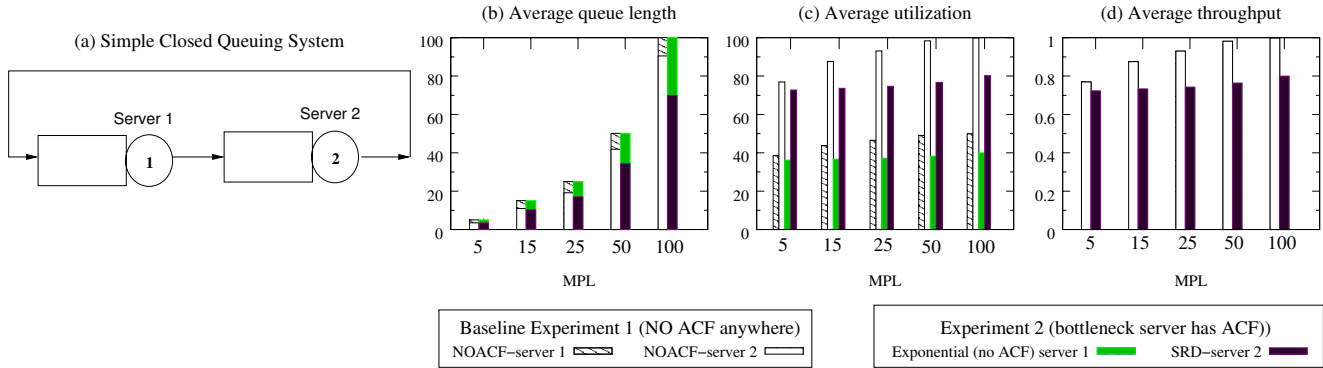 (a) Simple Closed Queuing System
Server 1
Server 2
1
2
(b) Average queue length
100
80
60
40
20
0
5 15 25 50 100
MPL
(c) Average utilization
100
80
60
40
20
0
5 15 25 50 100
MPL
(d) Average throughput
1
0.8
0.6
0.4
0.2
0
5 15 25 50 100
MPL
Baseline Experiment 1 (NO ACF anywhere)
NOACF-server 1 NOACF-server 2
Experiment 2 (bottleneck server has ACF))
Exponential (no ACF) server 1 SRD-server 2